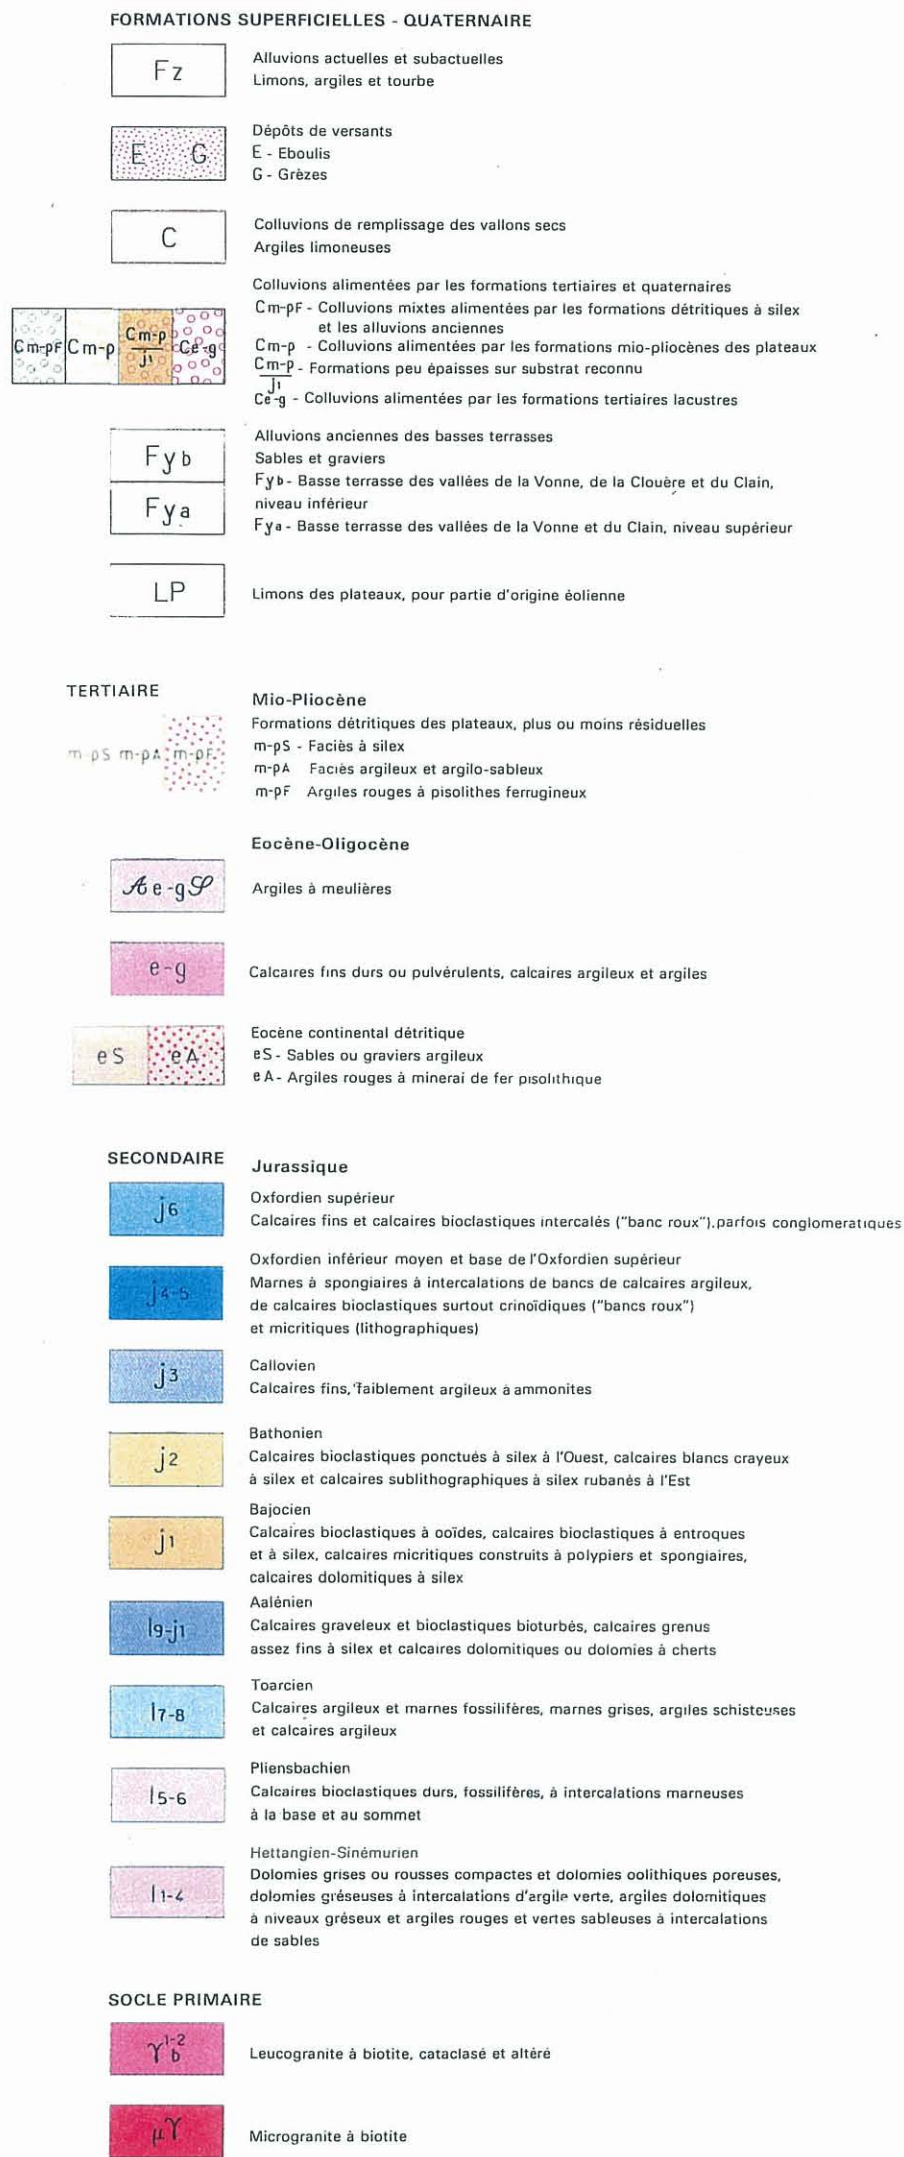 FORMATIONS SUPERFICIELLES - QUATERNAIRE
Fz
Alluvions actuelles et subactuelles
Limons, argiles et tourbe
E G
Dépôts de versants
E - Eboulis
G - Grèzes
C
Colluvions de remplissage des vallons secs
Argiles limoneuses
Colluvions alimentées par les formations tertiaires et quaternaires
Cm-pF Cm-p Cm-p/j1 Ce-g
Cm-pF - Colluvions mixtes alimentées par les formations détritiques à silex
et les alluvions anciennes
Cm-p - Colluvions alimentées par les formations mio-pliocènes des plateaux
Cm-p/j1 - Formations peu épaisses sur substrat reconnu
Ce-g - Colluvions alimentées par les formations tertiaires lacustres
Fyb
Fya
Alluvions anciennes des basses terrasses
Sables et graviers
Fyb - Basse terrasse des vallées de la Vonne, de la Clouère et du Clain,
niveau inférieur
Fya - Basse terrasse des vallées de la Vonne et du Clain, niveau supérieur
LP
Limons des plateaux, pour partie d'origine éolienne
TERTIAIRE
Mio-Pliocène
m-pS m-pA m-pF
Formations détritiques des plateaux, plus ou moins résiduelles
m-pS - Faciès à silex
m-pA Faciès argileux et argilo-sableux
m-pF Argiles rouges à pisolithes ferrugineux
Eocène-Oligocène
A e-g S
Argiles à meulières
e-g
Calcaires fins durs ou pulvérulents, calcaires argileux et argiles
eS eA
Eocène continental détritique
eS - Sables ou graviers argileux
eA - Argiles rouges à minerai de fer pisolithique
SECONDAIRE
Jurassique
j6
Oxfordien supérieur
Calcaires fins et calcaires bioclastiques intercalés ("banc roux"), parfois conglomeratiques
j4-5
Oxfordien inférieur moyen et base de l'Oxfordien supérieur
Marnes à spongiaires à intercalations de bancs de calcaires argileux,
de calcaires bioclastiques surtout crinoïdiques ("bancs roux")
et micritiques (lithographiques)
j3
Callovien
Calcaires fins, faiblement argileux à ammonites
j2
Bathonien
Calcaires bioclastiques ponctués à silex à l'Ouest, calcaires blancs crayeux
à silex et calcaires sublithographiques à silex rubanés à l'Est
j1
Bajocien
Calcaires bioclastiques à ooïdes, calcaires bioclastiques à entroques
et à silex, calcaires micritiques construits à polypiers et spongiaires,
calcaires dolomitiques à silex
l9-j1
Aalénien
Calcaires graveleux et bioclastiques bioturbés, calcaires grenus
assez fins à silex et calcaires dolomitiques ou dolomies à cherts
l7-8
Toarcien
Calcaires argileux et marnes fossilifères, marnes grises, argiles schisteuses
et calcaires argileux
l5-6
Pliensbachien
Calcaires bioclastiques durs, fossilifères, à intercalations marneuses
à la base et au sommet
l1-4
Hettangien-Sinémurien
Dolomies grises ou rousses compactes et dolomies oolithiques poreuses,
dolomies gréseuses à intercalations d'argile verte, argiles dolomitiques
à niveaux gréseux et argiles rouges et vertes sableuses à intercalations
de sables
SOCLE PRIMAIRE
γ1-2b
Leucogranite à biotite, cataclasé et altéré
μγ
Microgranite à biotite